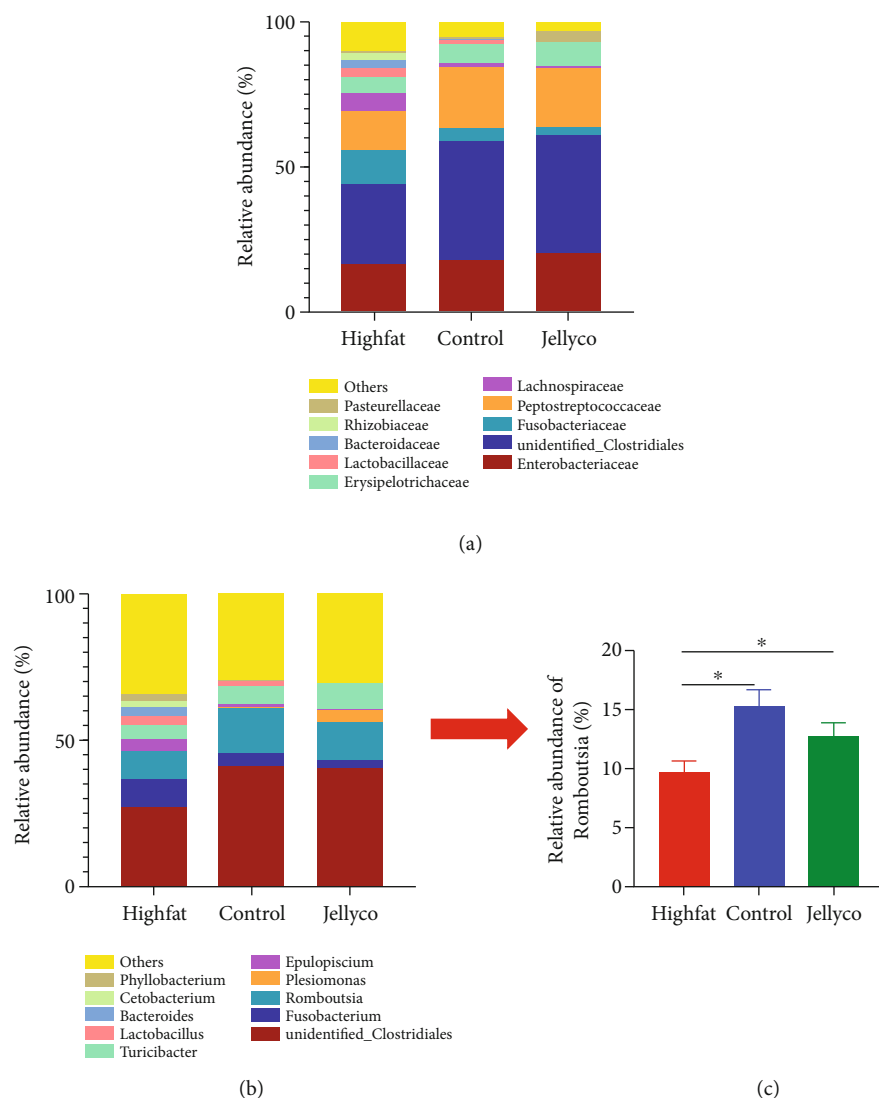 100
50
0
Relative abundance (%)
Highfat
Control
Jellyco
Others
Pasteurellaceae
Rhizobiaceae
Bacteroidaceae
Lactobacillaceae
Erysipelotrichaceae
Lachnospiraceae
Peptostreptococcaceae
Fusobacteriaceae
unidentified_Clostridiales
Enterobacteriaceae
(a)
100
50
0
Relative abundance (%)
Highfat
Control
Jellyco
Others
Phyllobacterium
Cetobacterium
Bacteroides
Lactobacillus
Turicibacter
Epulopiscium
Plesiomonas
Romboutsia
Fusobacterium
unidentified_Clostridiales
(b)
20
15
10
5
0
Relative abundance of
Romboutsia (%)
*
*
Highfat
Control
Jellyco
(c)